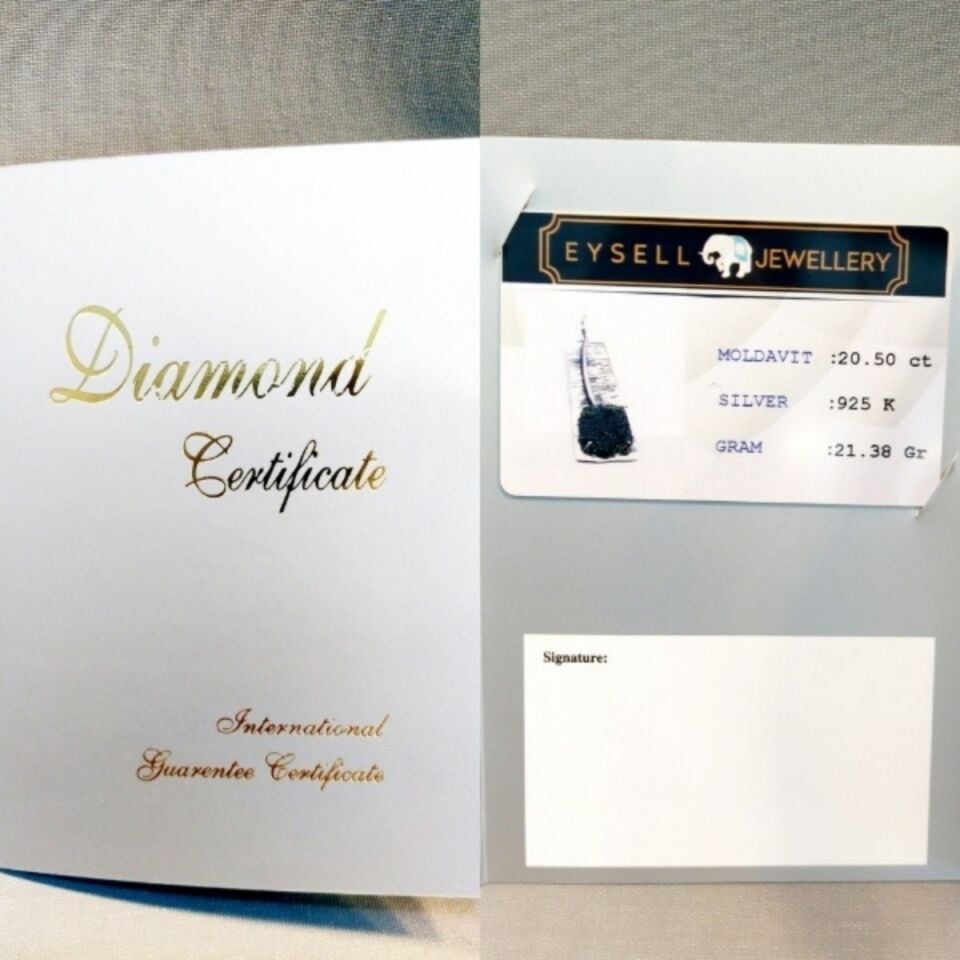 Diamond
Certificate
International
Guarentee Certificate
EYSELL JEWELLERY
MOLDAVIT :20.50 ct
SILVER :925 K
GRAM :21.38 Gr
Signature: